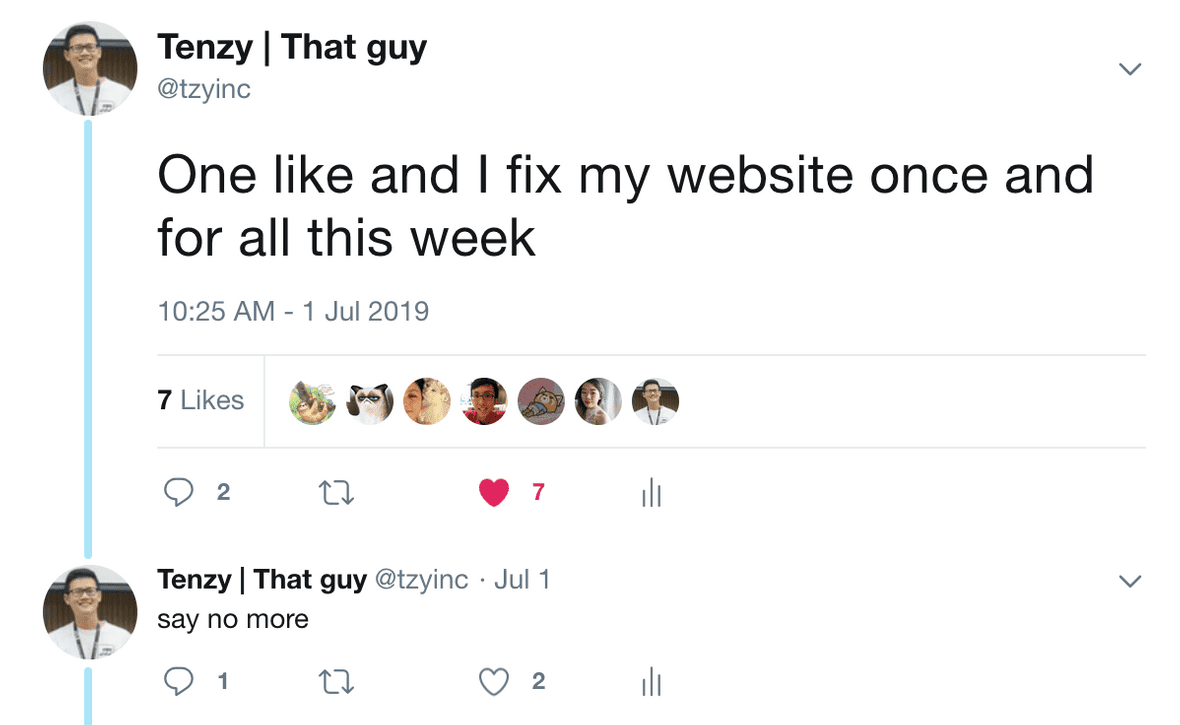 Tenzy | That guy
@tzyinc
One like and I fix my website once and
for all this week
10:25 AM - 1 Jul 2019
7 Likes
2 7
Tenzy | That guy @tzyinc · Jul 1
say no more
1 2